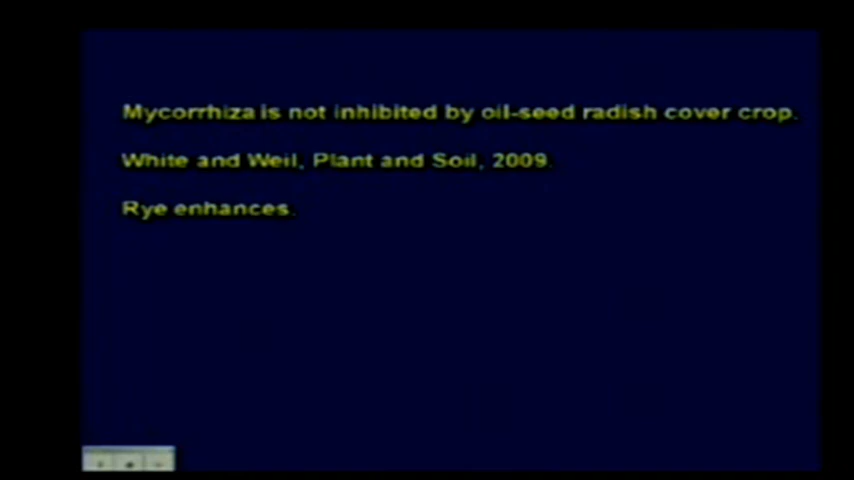 Mycorrhiza is not inhibited by oil-seed radish cover crop.
White and Weil, Plant and Soil, 2009.
Rye enhances.